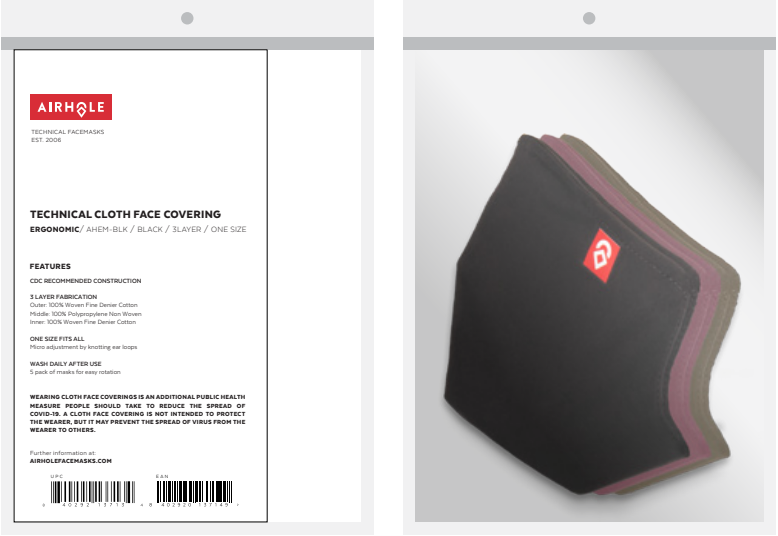 AIRHOLE
TECHNICAL FACEMASKS
EST. 2006
TECHNICAL CLOTH FACE COVERING
ERGONOMIC/ AHEM-BLK / BLACK / 3LAYER / ONE SIZE
FEATURES
CDC RECOMMENDED CONSTRUCTION
3 LAYER FABRICATION
Outer: 100% Woven Fine Denier Cotton
Middle: 100% Polypropylene Non Woven
Inner: 100% Woven Fine Denier Cotton
ONE SIZE FITS ALL
Micro adjustment by knotting ear loops
WASH DAILY AFTER USE
5 pack of masks for easy rotation
WEARING CLOTH FACE COVERINGS IS AN ADDITIONAL PUBLIC HEALTH
MEASURE PEOPLE SHOULD TAKE TO REDUCE THE SPREAD OF
COVID-19. A CLOTH FACE COVERING IS NOT INTENDED TO PROTECT
THE WEARER, BUT IT MAY PREVENT THE SPREAD OF VIRUS FROM THE
WEARER TO OTHERS.
Further information at:
AIRHOLEFACEMASKS.COM
UPC EAN
40292 13713 8 402920 137149